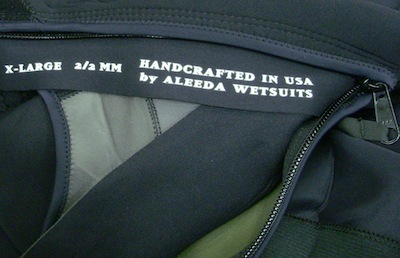 X-LARGE 2/2 MM
HANDCRAFTED IN USA
by ALEEDA WETSUITS